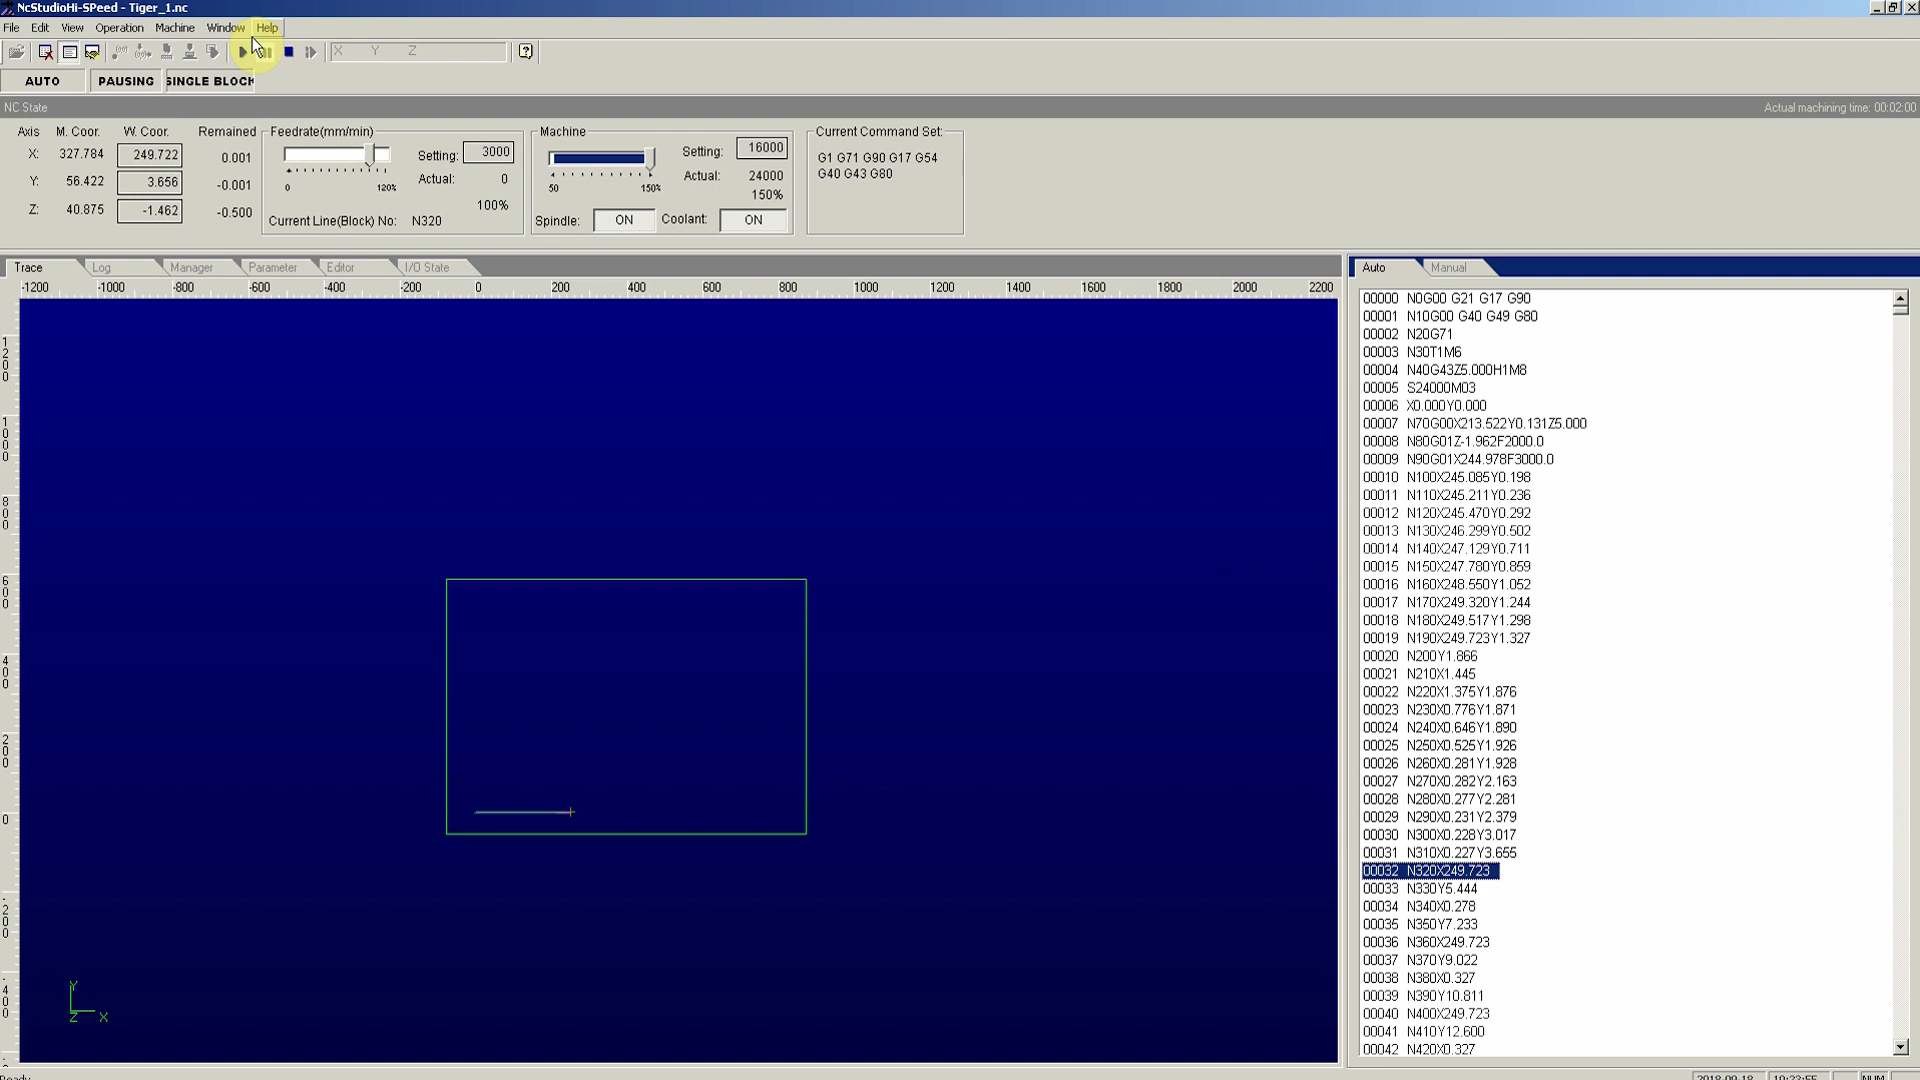 NcStudioHi-SPeed - Tiger_1.nc
File Edit View Operation Machine Window Help
X Y Z
AUTO PAUSING SINGLE BLOCK
NC State Actual machining time: 00:02:00
Axis M. Coor. W. Coor. Remained
X: 327.784 249.722 0.001
Y: 56.422 3.656 -0.001
Z: 40.875 -1.462 -0.500
Feedrate(mm/min)
Setting: 3000
Actual: 0
0 120%
100%
Current Line(Block) No: N320
Machine
Setting: 16000
Actual: 24000
50 150%
150%
Spindle: ON Coolant: ON
Current Command Set:
G1 G71 G90 G17 G54
G40 G43 G80
Trace Log Manager Parameter Editor I/O State
-1200 -1000 -800 -600 -400 -200 0 200 400 600 800 1000 1200 1400 1600 1800 2000 2200
1200
1000
800
600
400
200
0
-200
-400
Y
Z X
Auto Manual
00000 N0G00 G21 G17 G90
00001 N10G00 G40 G49 G80
00002 N20G71
00003 N30T1M6
00004 N40G43Z5.000H1M8
00005 S24000M03
00006 X0.000Y0.000
00007 N70G00X213.522Y0.131Z5.000
00008 N80G01Z-1.962F2000.0
00009 N90G01X244.978F3000.0
00010 N100X245.085Y0.198
00011 N110X245.211Y0.236
00012 N120X245.470Y0.292
00013 N130X246.299Y0.502
00014 N140X247.129Y0.711
00015 N150X247.780Y0.859
00016 N160X248.550Y1.052
00017 N170X249.320Y1.244
00018 N180X249.517Y1.298
00019 N190X249.723Y1.327
00020 N200Y1.866
00021 N210X1.445
00022 N220X1.375Y1.876
00023 N230X0.776Y1.871
00024 N240X0.646Y1.890
00025 N250X0.525Y1.926
00026 N260X0.281Y1.928
00027 N270X0.282Y2.163
00028 N280X0.277Y2.281
00029 N290X0.231Y2.379
00030 N300X0.228Y3.017
00031 N310X0.227Y3.655
00032 N320X249.723
00033 N330Y5.444
00034 N340X0.278
00035 N350Y7.233
00036 N360X249.723
00037 N370Y9.022
00038 N380X0.327
00039 N390Y10.811
00040 N400X249.723
00041 N410Y12.600
00042 N420X0.327